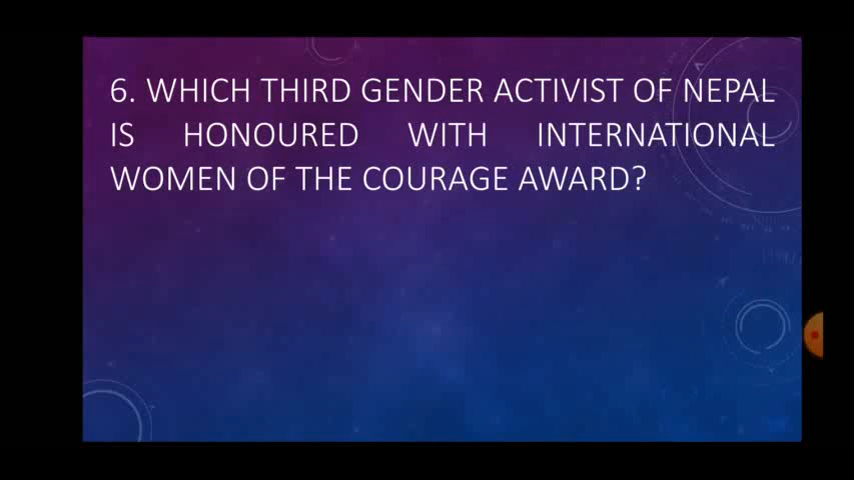 6. WHICH THIRD GENDER ACTIVIST OF NEPAL
IS HONOURED WITH INTERNATIONAL
WOMEN OF THE COURAGE AWARD?